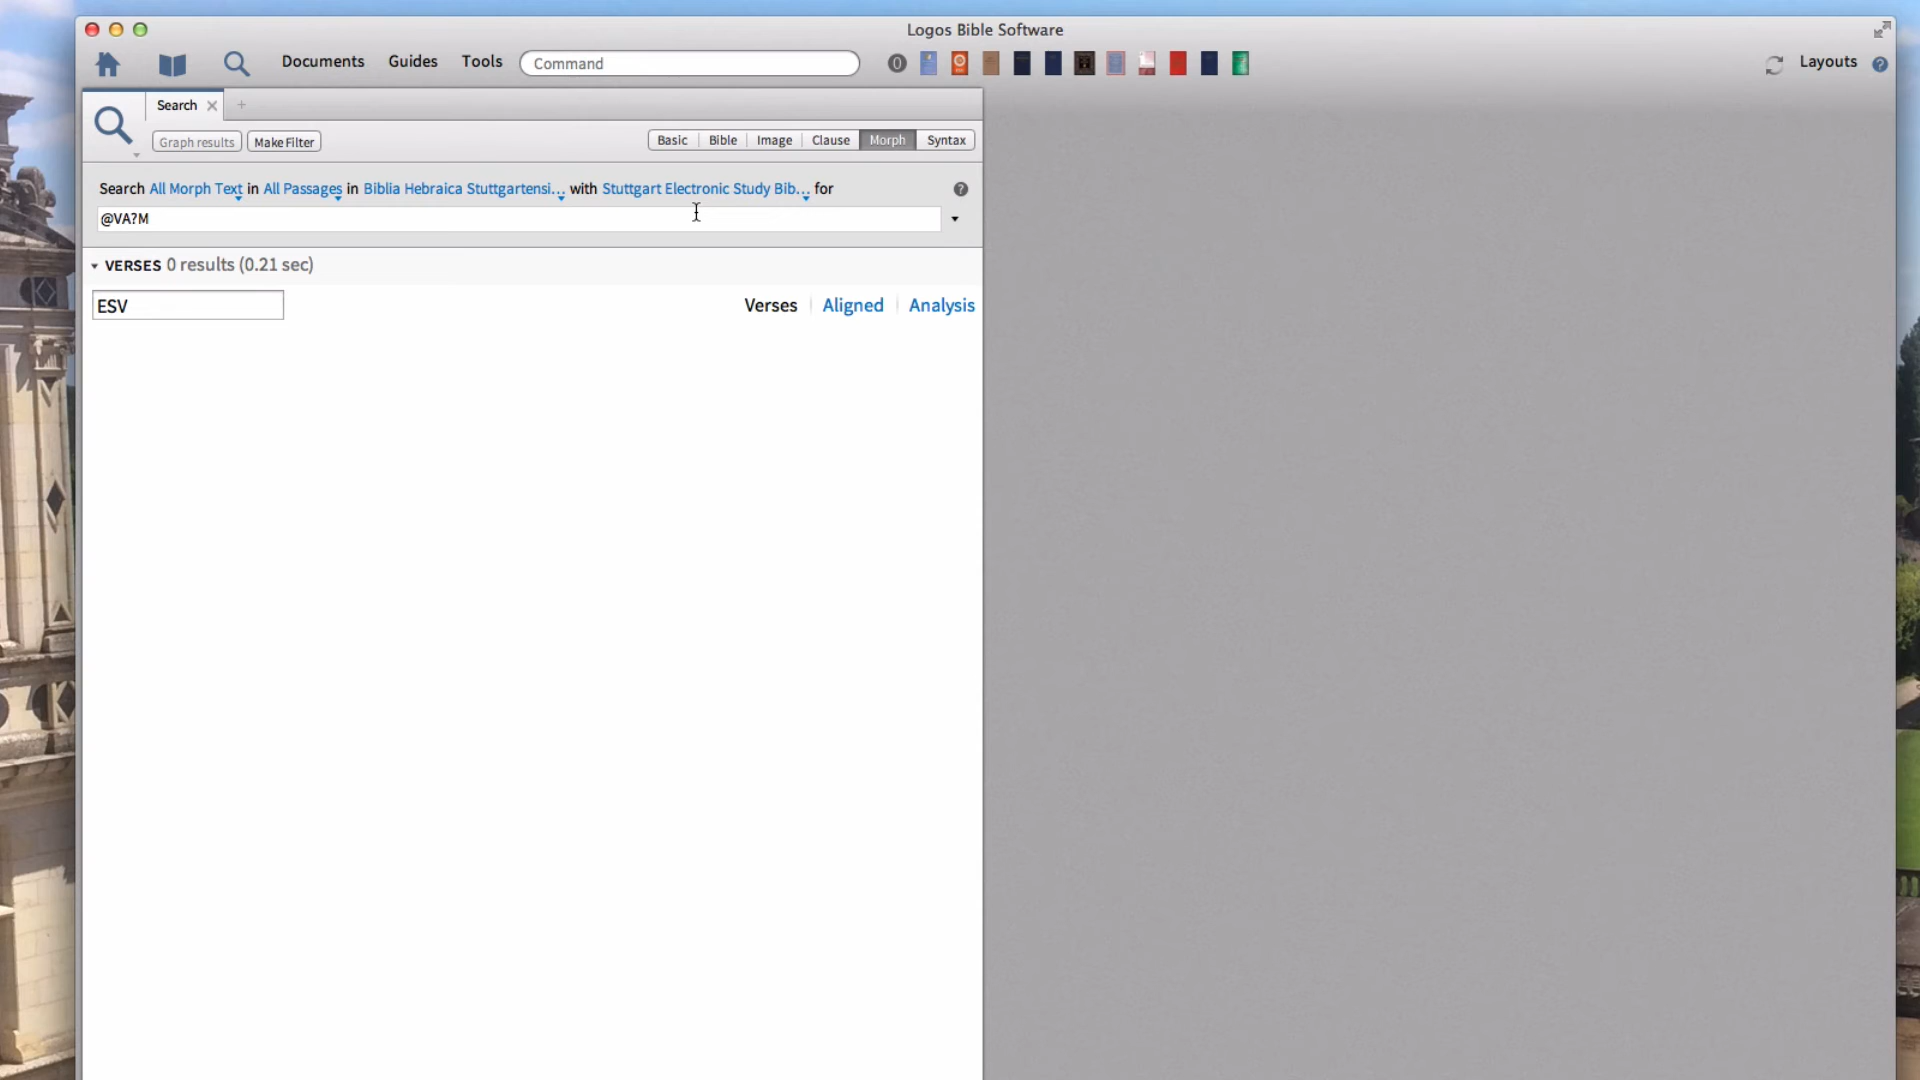 Logos Bible Software
Documents Guides Tools Command 0 Layouts ?
Search +
Graph results Make Filter Basic Bible Image Clause Morph Syntax
Search All Morph Text in All Passages in Biblia Hebraica Stuttgartensi... with Stuttgart Electronic Study Bib... for ?
@VA?M
VERSES 0 results (0.21 sec)
ESV Verses Aligned Analysis